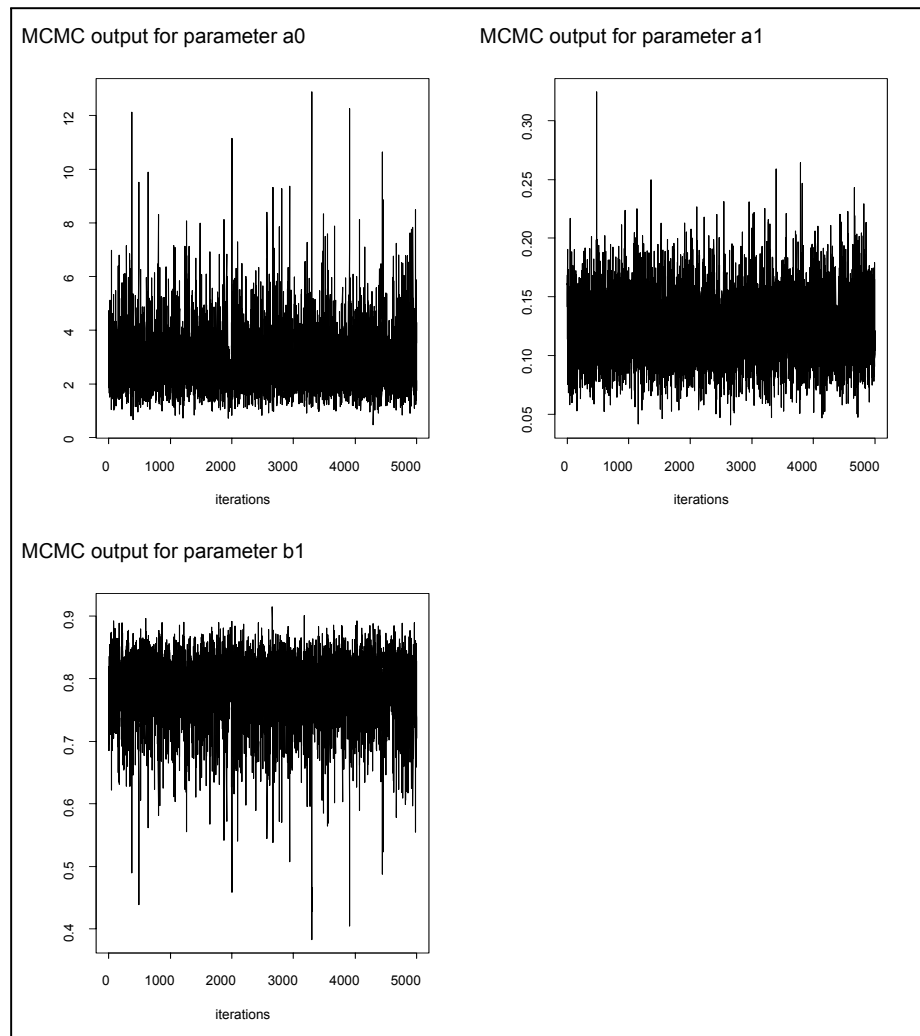 MCMC output for parameter a0
12
10
8
6
4
2
0
0 1000 2000 3000 4000 5000
iterations
MCMC output for parameter a1
0.30
0.25
0.20
0.15
0.10
0.05
0 1000 2000 3000 4000 5000
iterations
MCMC output for parameter b1
0.9
0.8
0.7
0.6
0.5
0.4
0 1000 2000 3000 4000 5000
iterations